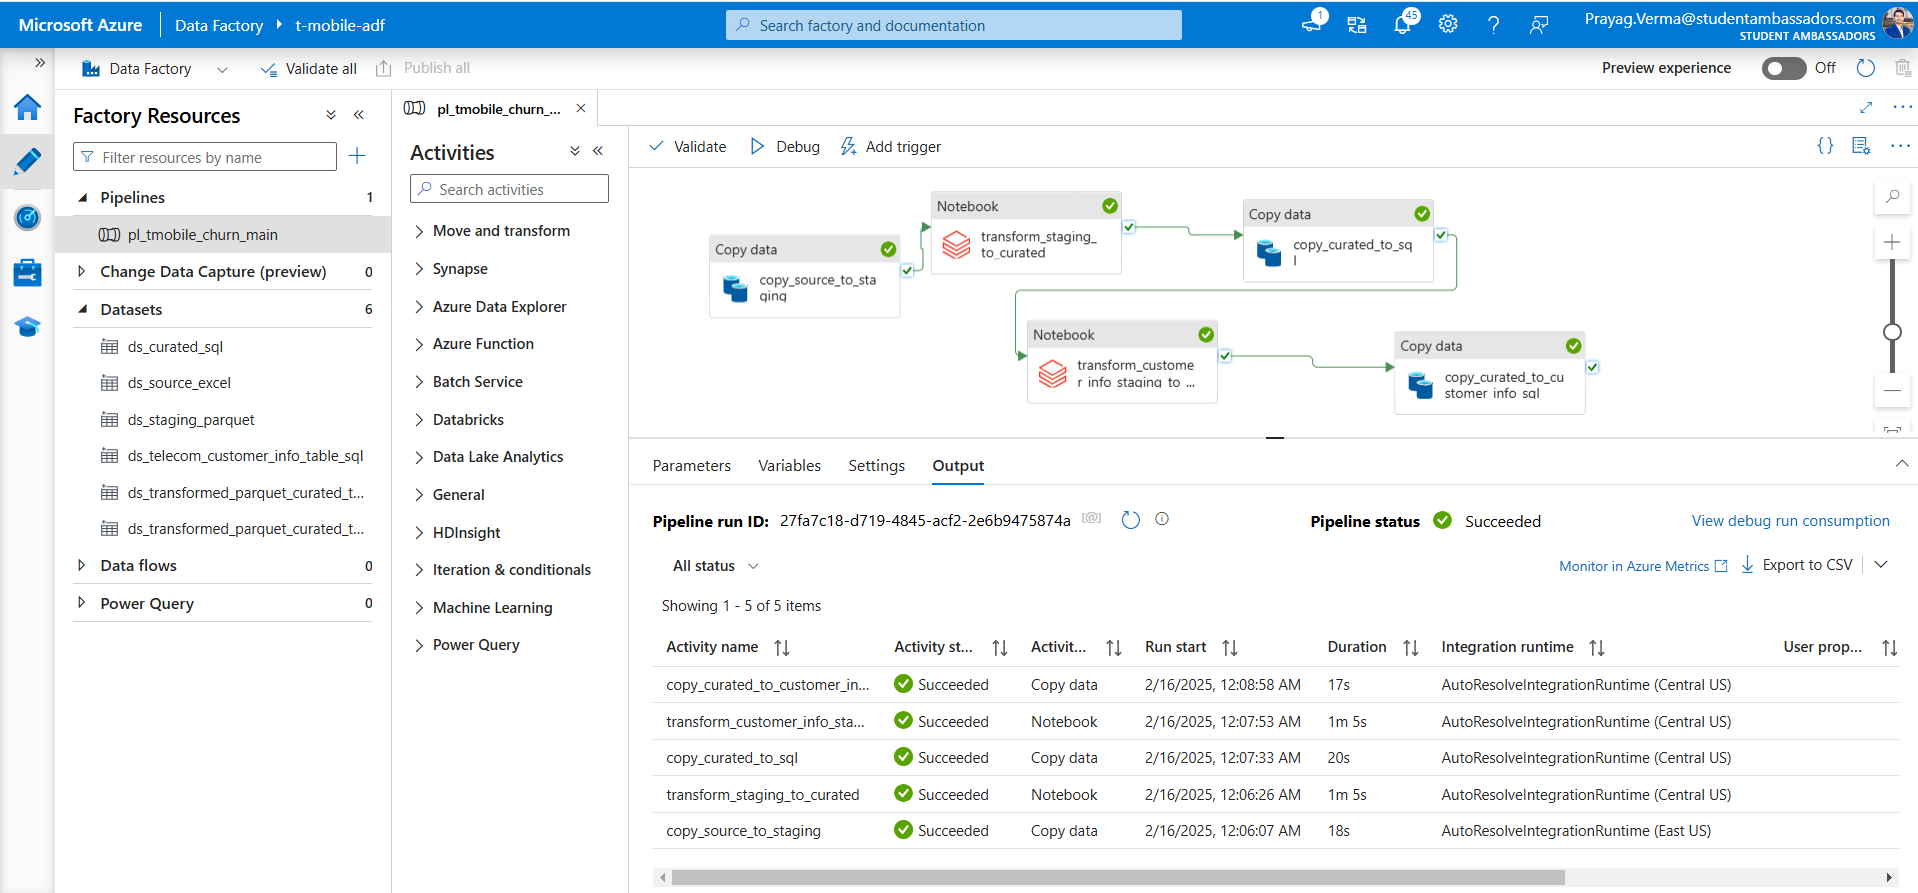 Microsoft Azure
Data Factory
t-mobile-adf
Search factory and documentation
1
45
Prayag.Verma@studentambassadors.com
STUDENT AMBASSADORS
Data Factory
Validate all
Publish all
Preview experience
Off
Factory Resources
Filter resources by name
Pipelines 1
pl_tmobile_churn_main
Change Data Capture (preview) 0
Datasets 6
ds_curated_sql
ds_source_excel
ds_staging_parquet
ds_telecom_customer_info_table_sql
ds_transformed_parquet_curated_t...
ds_transformed_parquet_curated_t...
Data flows 0
Power Query 0
pl_tmobile_churn_...
Activities
Search activities
Move and transform
Synapse
Azure Data Explorer
Azure Function
Batch Service
Databricks
Data Lake Analytics
General
HDInsight
Iteration & conditionals
Machine Learning
Power Query
Validate
Debug
Add trigger
Copy data
copy_source_to_sta
ging
Notebook
transform_staging_
to_curated
Copy data
copy_curated_to_sq
l
Notebook
transform_custome
r_info_staging_to_...
Copy data
copy_curated_to_cu
stomer_info_sql
Parameters Variables Settings Output
Pipeline run ID: 27fa7c18-d719-4845-acf2-2e6b9475874a
Pipeline status Succeeded
View debug run consumption
All status
Monitor in Azure Metrics
Export to CSV
Showing 1 - 5 of 5 items
Activity name Activity st... Activit... Run start Duration Integration runtime User prop...
copy_curated_to_customer_in... Succeeded Copy data 2/16/2025, 12:08:58 AM 17s AutoResolveIntegrationRuntime (Central US)
transform_customer_info_sta... Succeeded Notebook 2/16/2025, 12:07:53 AM 1m 5s AutoResolveIntegrationRuntime (Central US)
copy_curated_to_sql Succeeded Copy data 2/16/2025, 12:07:33 AM 20s AutoResolveIntegrationRuntime (Central US)
transform_staging_to_curated Succeeded Notebook 2/16/2025, 12:06:26 AM 1m 5s AutoResolveIntegrationRuntime (Central US)
copy_source_to_staging Succeeded Copy data 2/16/2025, 12:06:07 AM 18s AutoResolveIntegrationRuntime (East US)